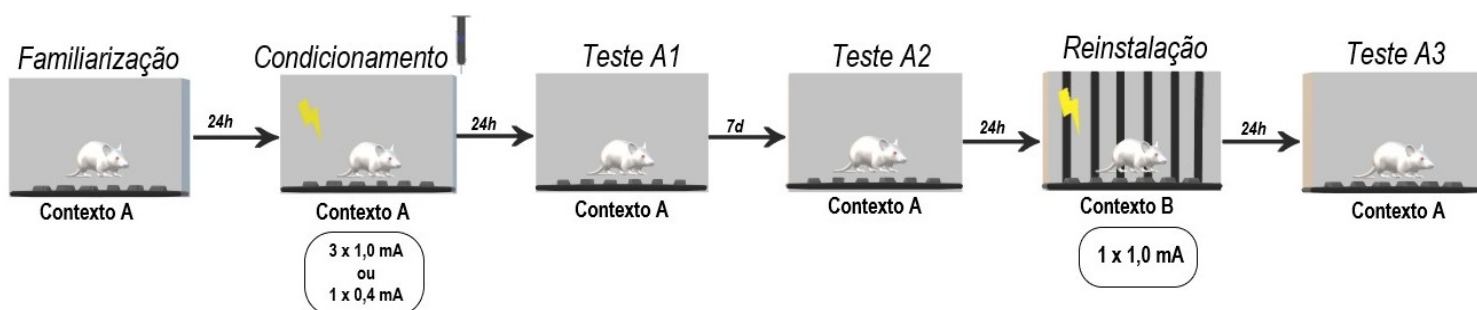 Familiarização
Condicionamento
Teste A1
Teste A2
Reinstalação
Teste A3
24h
24h
7d
24h
24h
Contexto A
Contexto A
Contexto A
Contexto A
Contexto B
Contexto A
3 x 1,0 mA
ou
1 x 0,4 mA
1 x 1,0 mA